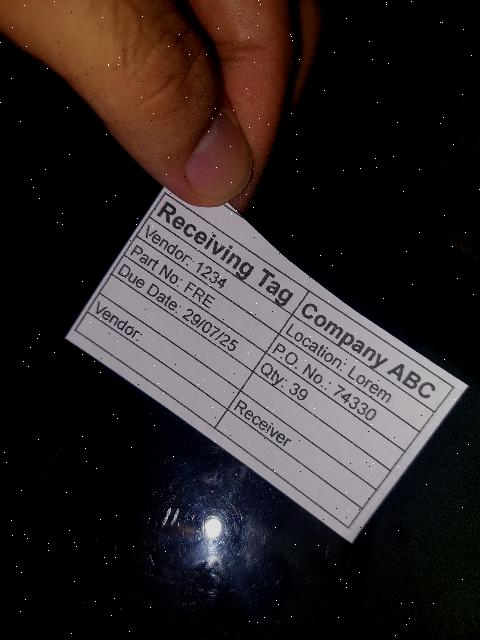 Receiving Tag Company ABC
Vendor: 1234 Location: Lorem
Part No: FRE P.O. No.: 74330
Due Date: 29/07/25 Qty: 39
Vendor: Receiver